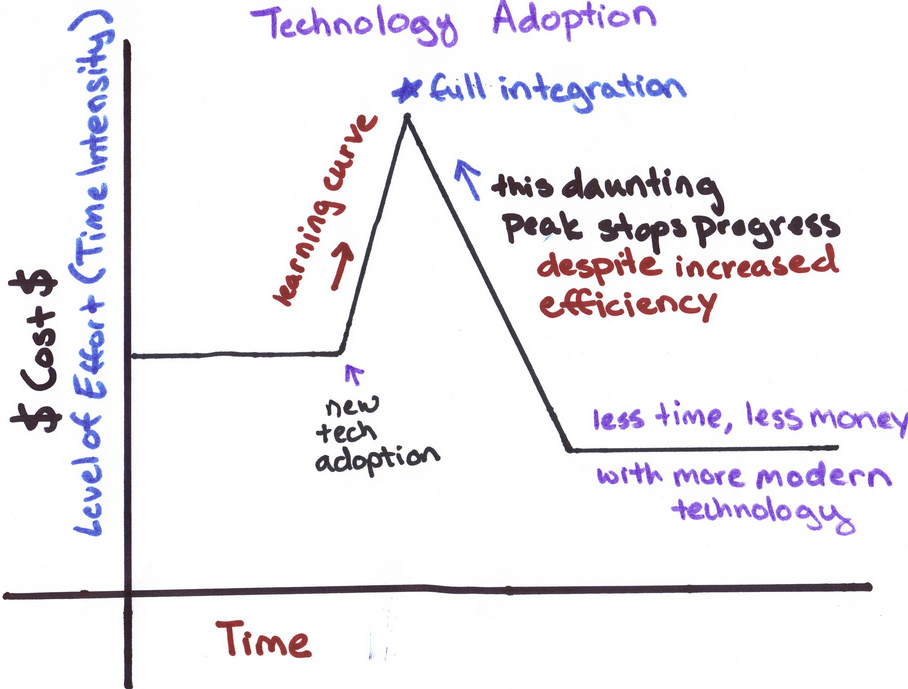 Technology Adoption
$ Cost $
Level of Effort (Time Intensity)
★ full integration
learning curve
this daunting
peak stops progress
despite increased
efficiency
new
tech
adoption
less time, less money
with more modern
technology
Time